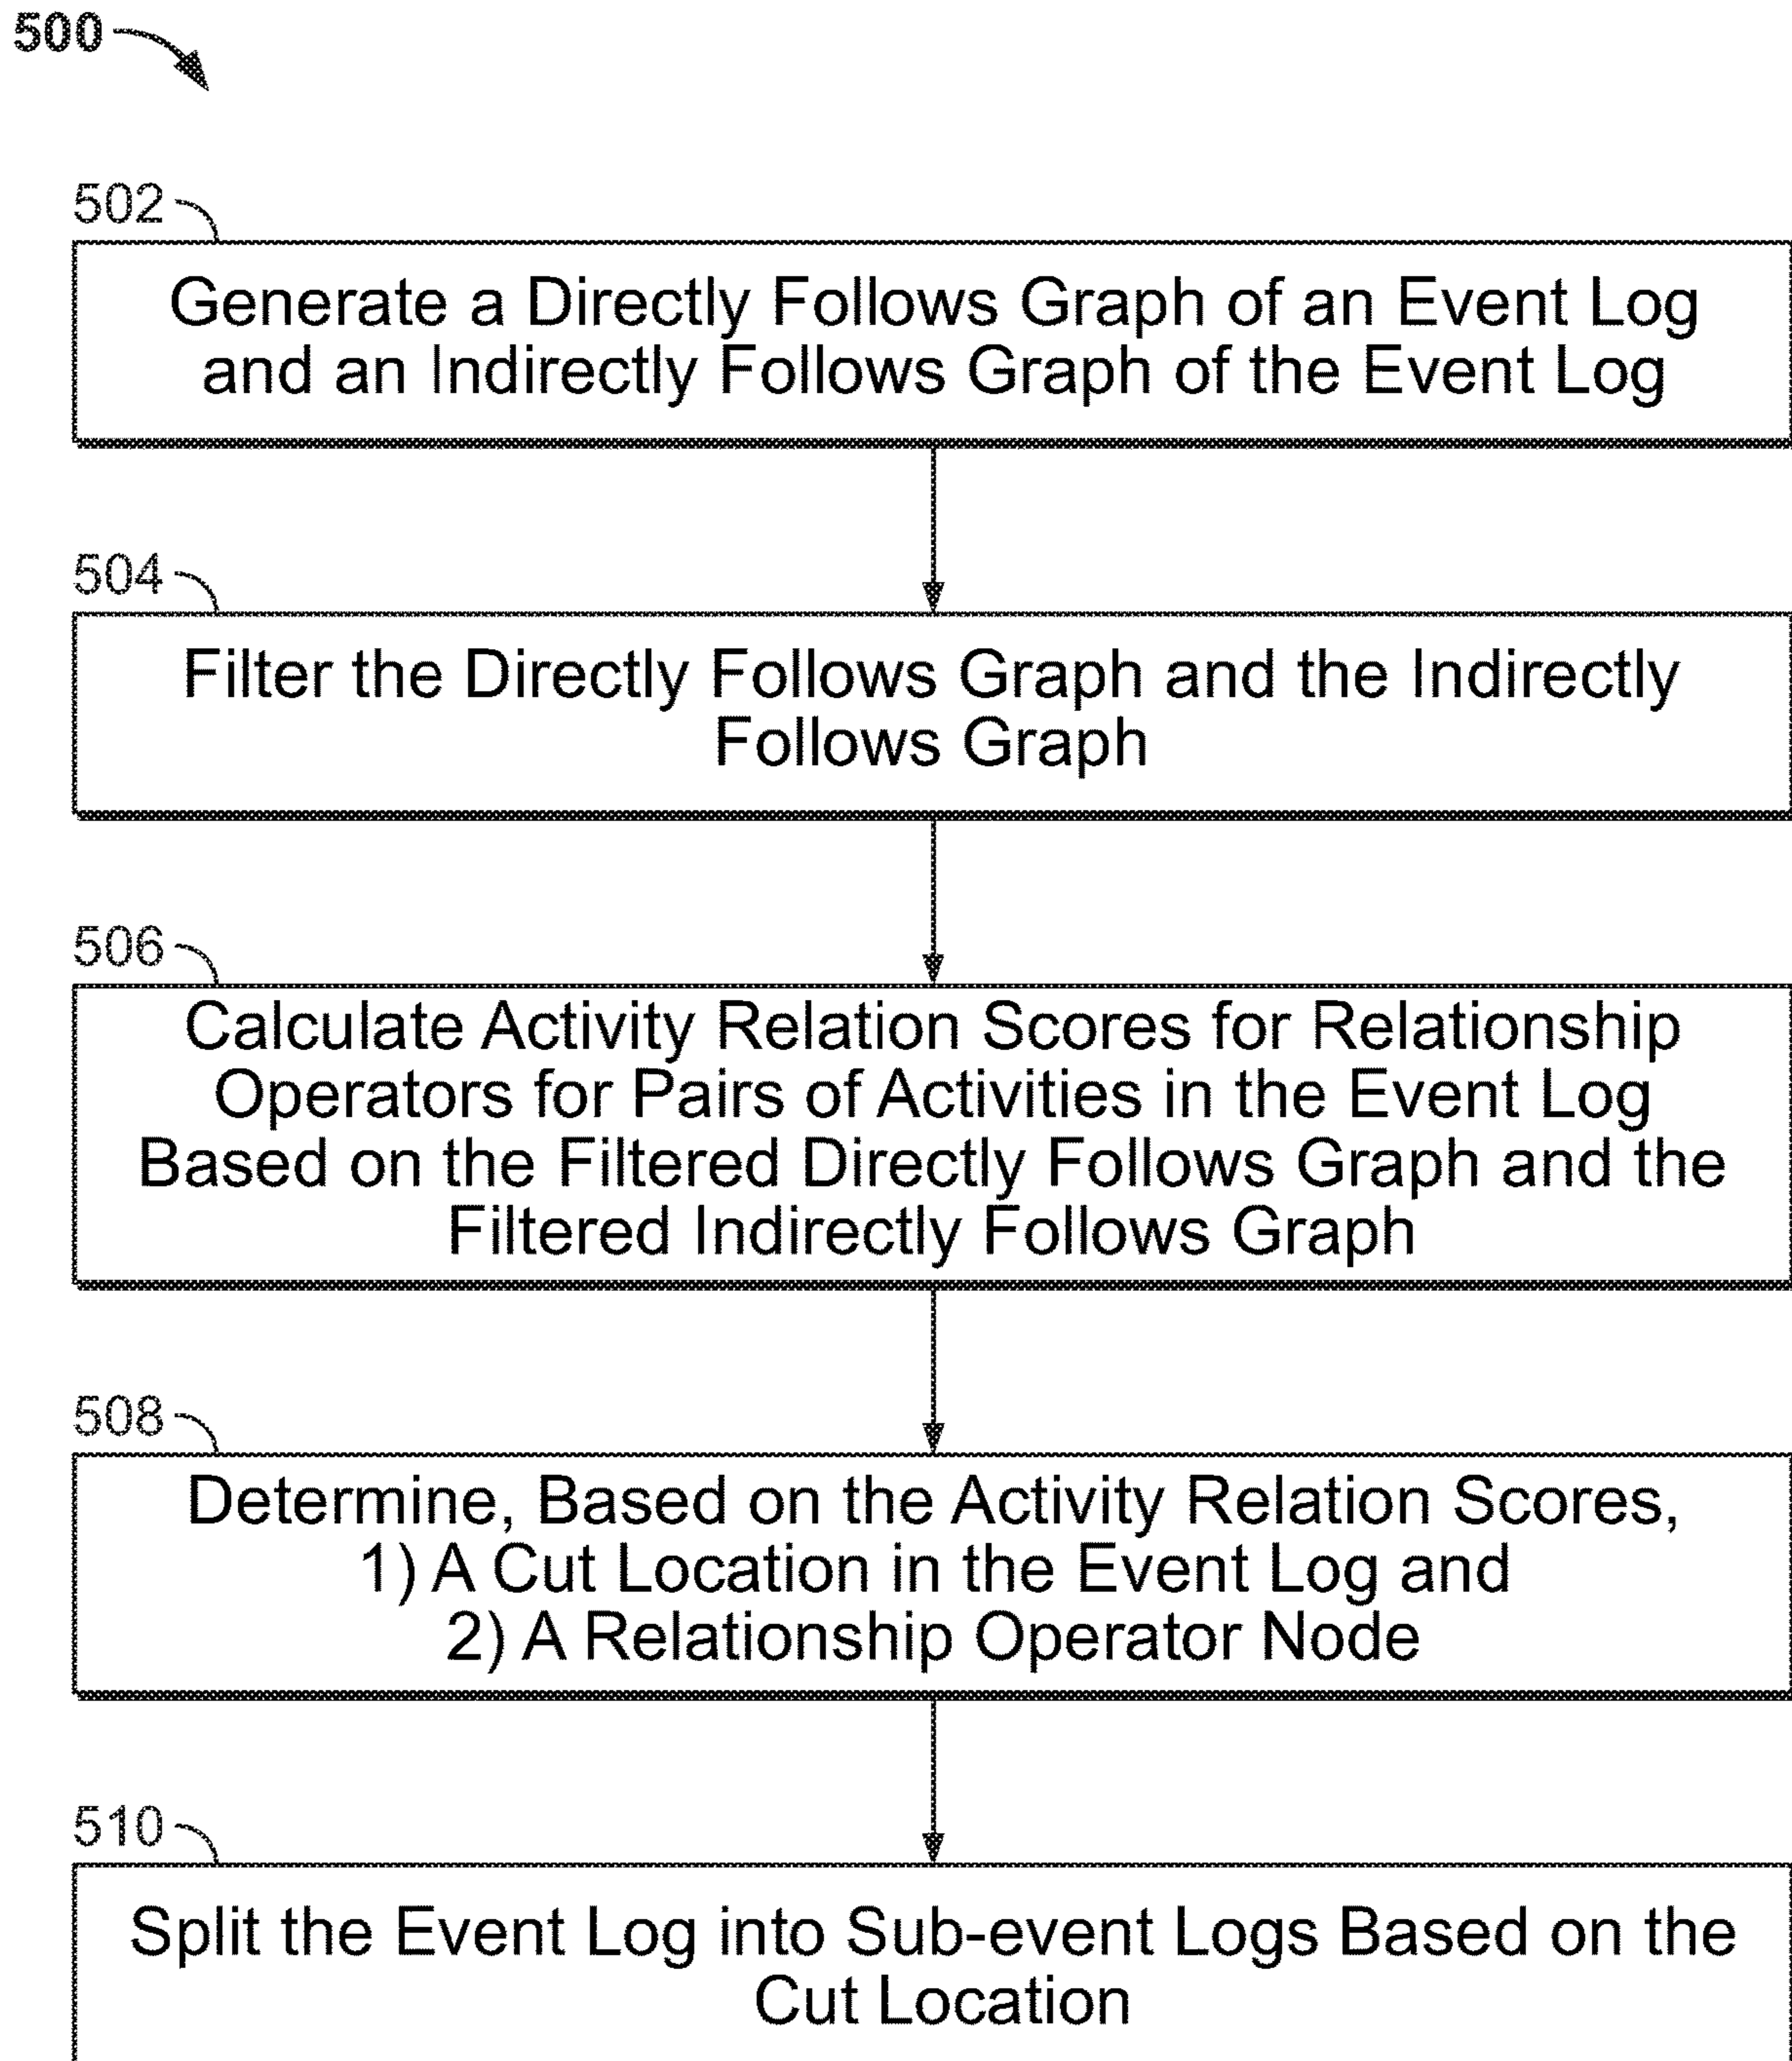 500
502
Generate a Directly Follows Graph of an Event Log
and an Indirectly Follows Graph of the Event Log
504
Filter the Directly Follows Graph and the Indirectly
Follows Graph
506
Calculate Activity Relation Scores for Relationship
Operators for Pairs of Activities in the Event Log
Based on the Filtered Directly Follows Graph and the
Filtered Indirectly Follows Graph
508
Determine, Based on the Activity Relation Scores,
1) A Cut Location in the Event Log and
2) A Relationship Operator Node
510
Split the Event Log into Sub-event Logs Based on the
Cut Location